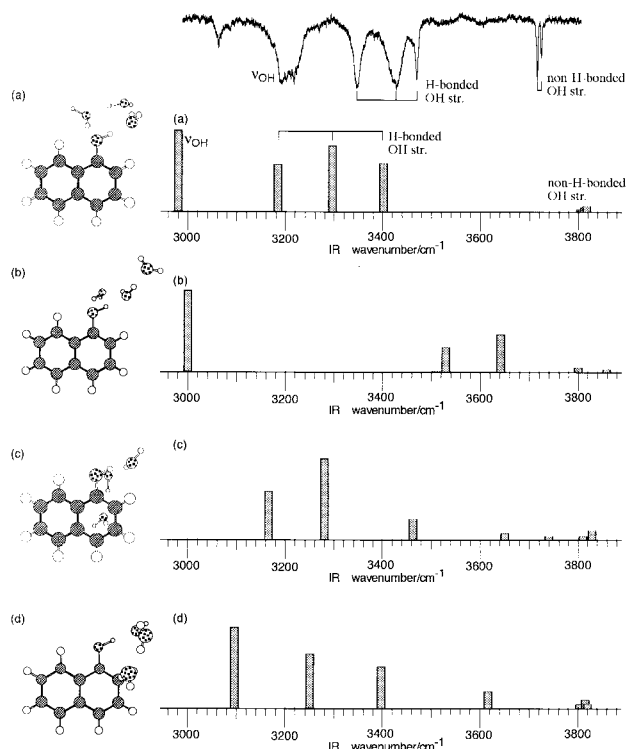 νOH
H-bonded
OH str.
non-H-bonded
OH str.
(a)
(a)
νOH
H-bonded
OH str.
non-H-bonded
OH str.
3000 3200 3400 3600 3800
IR wavenumber/cm-1
(b)
(b)
3000 3200 3400 3600 3800
IR wavenumber/cm-1
(c)
(c)
3000 3200 3400 3600 3800
IR wavenumber/cm-1
(d)
(d)
3000 3200 3400 3600 3800
IR wavenumber/cm-1